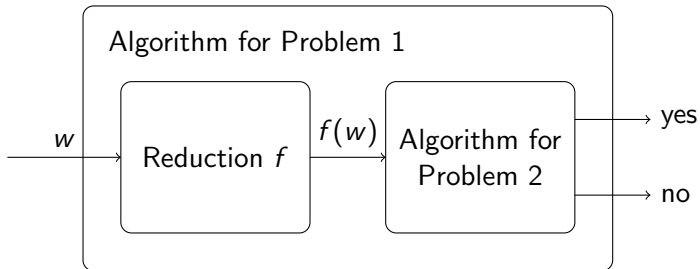 Algorithm for Problem 1
w
Reduction f
f(w)
Algorithm for
Problem 2
yes
no